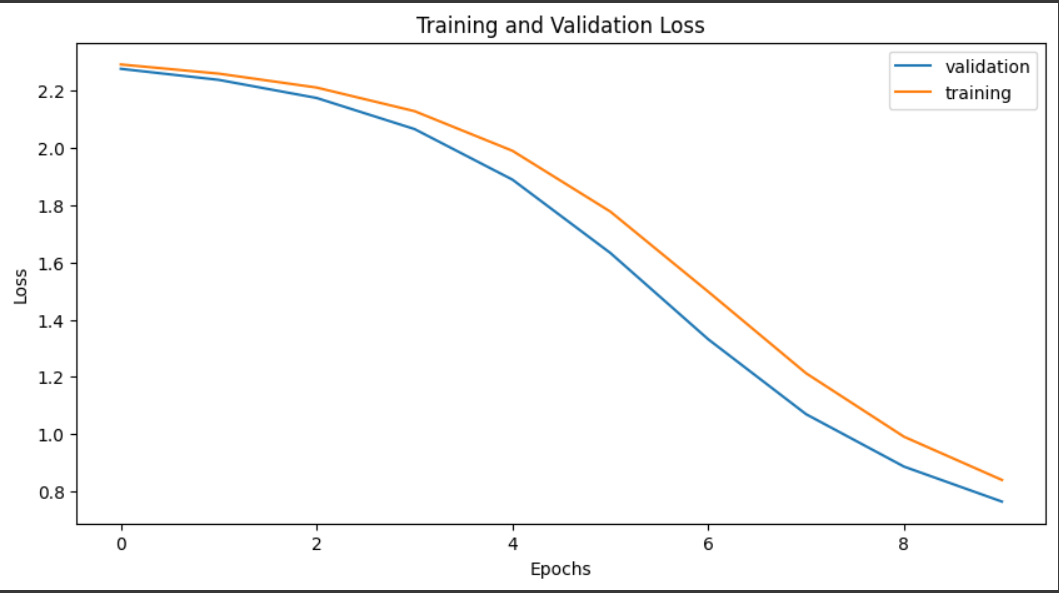 Training and Validation Loss
validation
training
2.2
2.0
1.8
1.6
1.4
1.2
1.0
0.8
Loss
0 2 4 6 8
Epochs